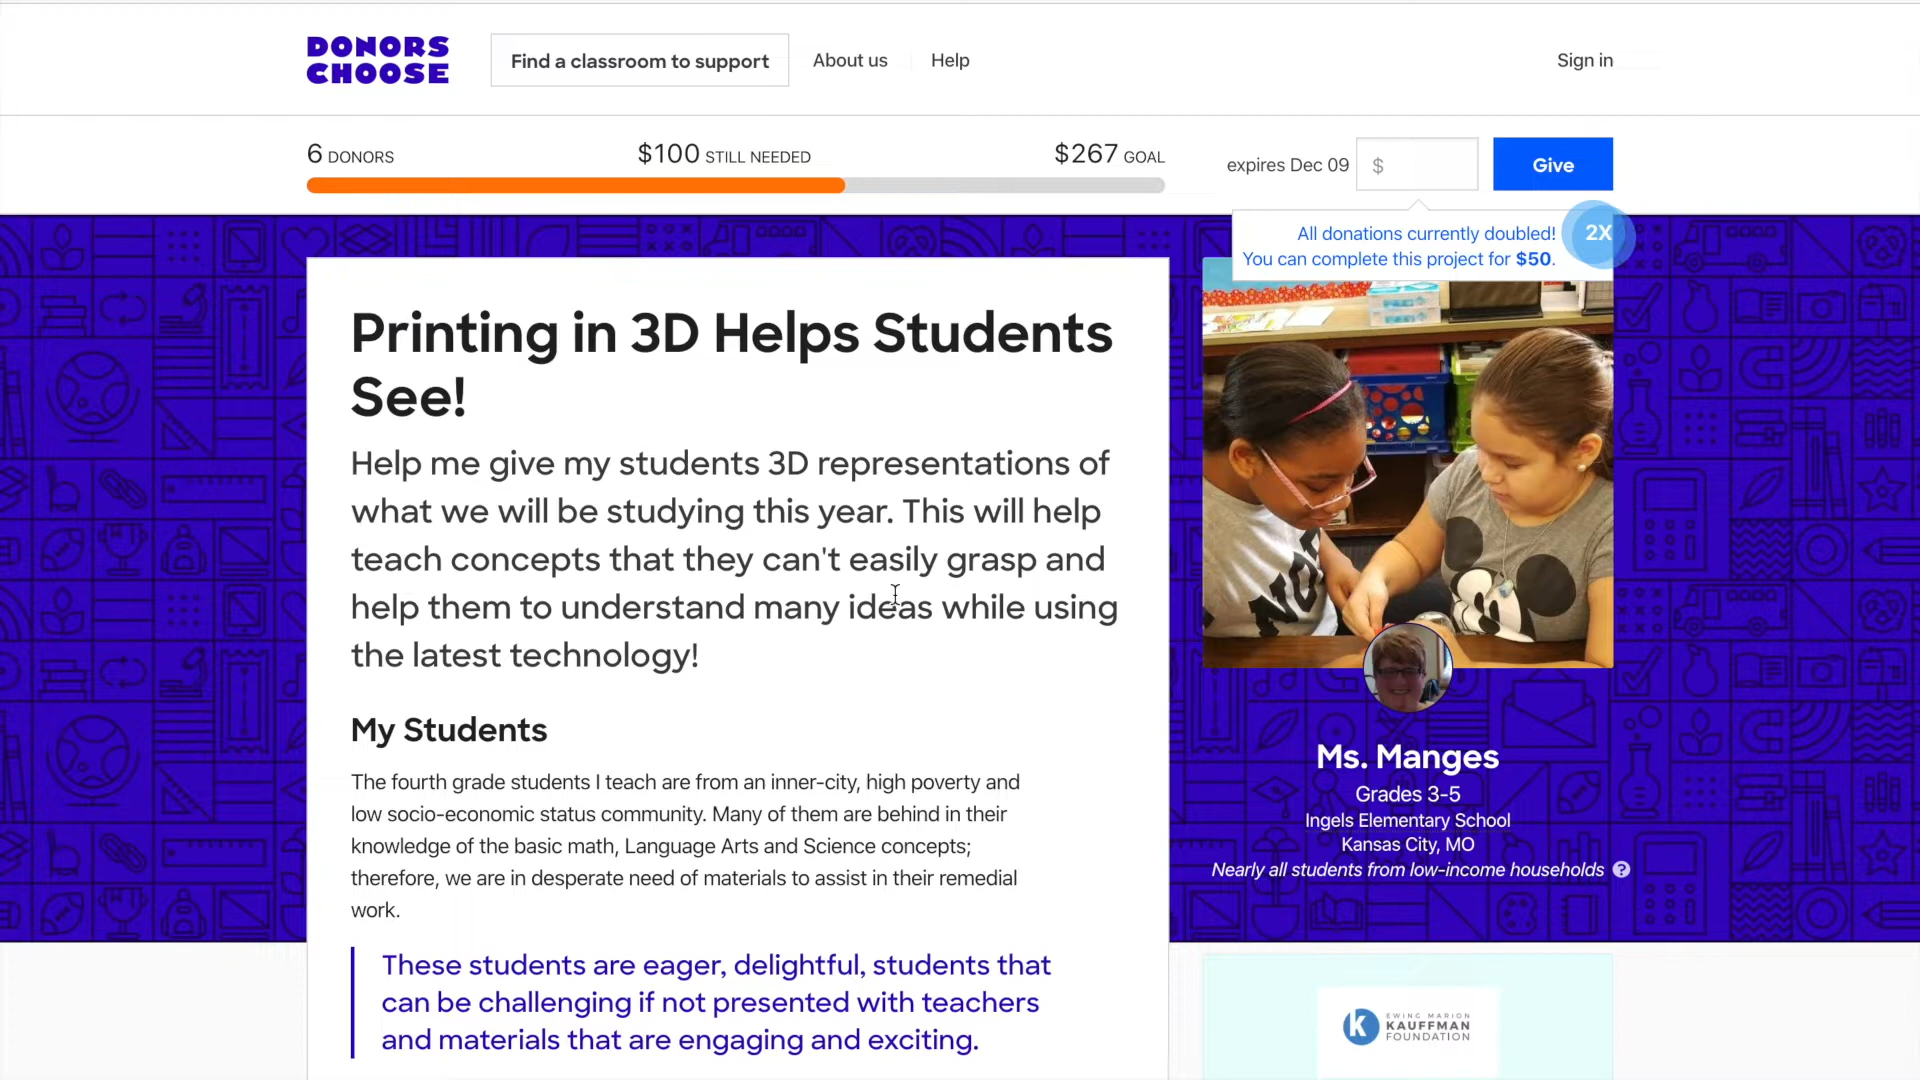 DONORS
CHOOSE
Find a classroom to support
About us
Help
Sign in
6 DONORS
$100 STILL NEEDED
$267 GOAL
expires Dec 09
$
Give
All donations currently doubled!
You can complete this project for $50.
2X
Printing in 3D Helps Students
See!
Help me give my students 3D representations of
what we will be studying this year. This will help
teach concepts that they can't easily grasp and
help them to understand many ideas while using
the latest technology!
My Students
The fourth grade students I teach are from an inner-city, high poverty and
low socio-economic status community. Many of them are behind in their
knowledge of the basic math, Language Arts and Science concepts;
therefore, we are in desperate need of materials to assist in their remedial
work.
These students are eager, delightful, students that
can be challenging if not presented with teachers
and materials that are engaging and exciting.
Ms. Manges
Grades 3-5
Ingels Elementary School
Kansas City, MO
Nearly all students from low-income households ?
K
EWING MARION
KAUFFMAN
FOUNDATION